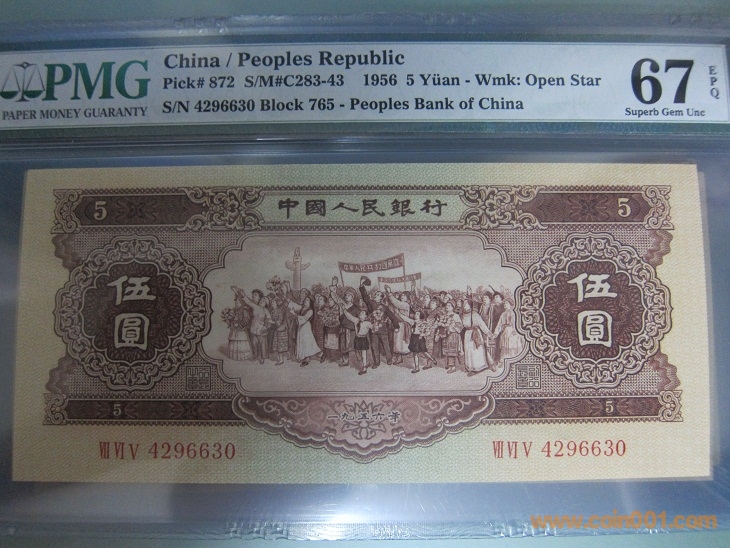 PMG
PAPER MONEY GUARANTY
China / Peoples Republic
Pick# 872 S/M#C283-43 1956 5 Yüan - Wmk: Open Star
S/N 4296630 Block 765 - Peoples Bank of China
67 EPQ
Superb Gem Unc
5 中國人民銀行 5
伍圓 伍圓
5 一九五六年 5
VII VI V 4296630 VII VI V 4296630
www.coin001.com